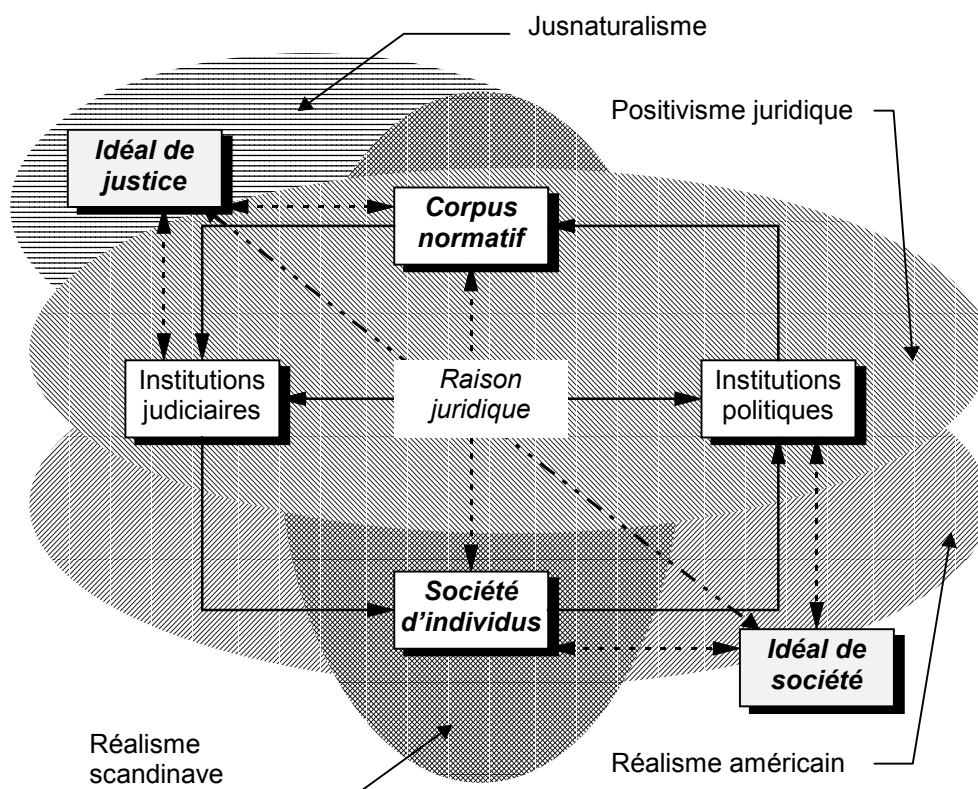 Jusnaturalisme
Positivisme juridique
Idéal de
justice
Corpus
normatif
Institutions
judiciaires
Raison
juridique
Institutions
politiques
Société
d'individus
Idéal de
société
Réalisme
scandinave
Réalisme américain